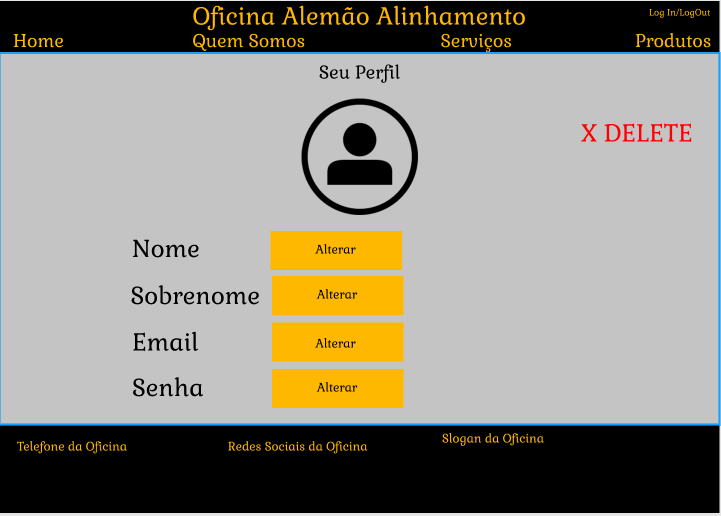 Oficina Alemão Alinhamento
Log In/LogOut
Home
Quem Somos
Serviços
Produtos
Seu Perfil
X DELETE
Nome
Alterar
Sobrenome
Alterar
Email
Alterar
Senha
Alterar
Telefone da Oficina
Redes Sociais da Oficina
Slogan da Oficina